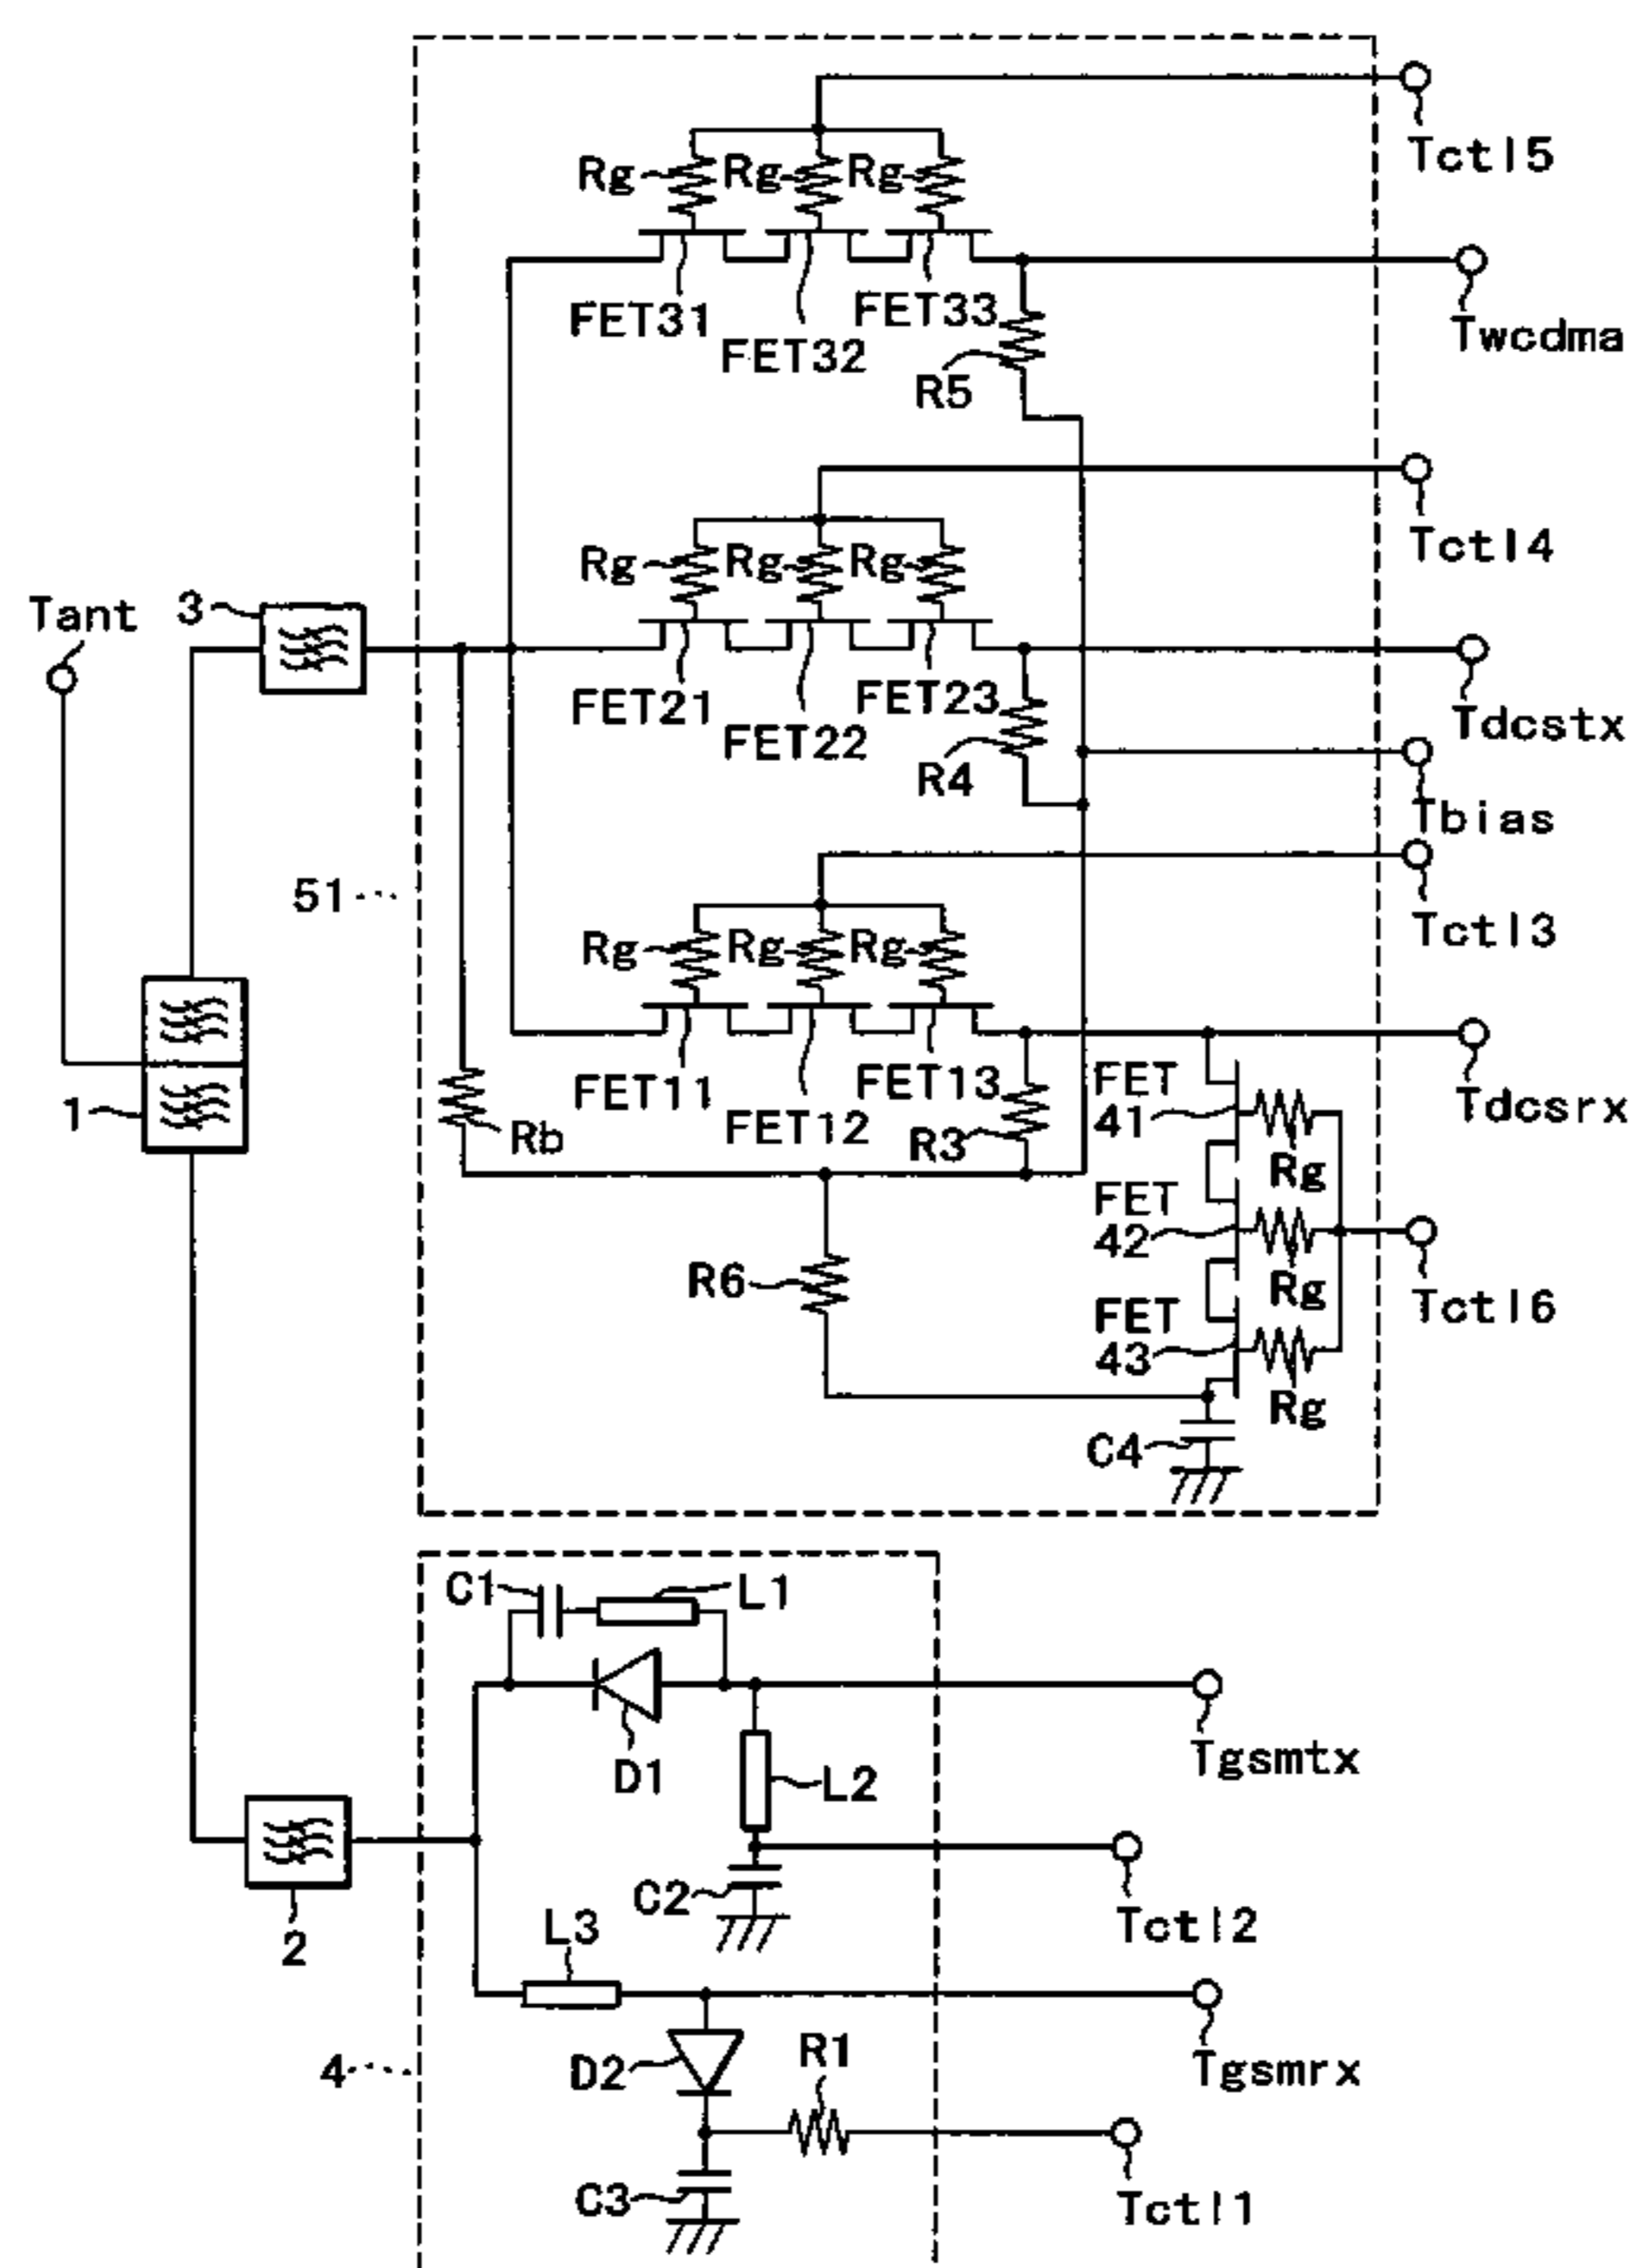 Tctl5
Rg Rg Rg
Twcdma
FET31 FET32 FET33
R5
Tctl4
Rg Rg Rg
Tant
3
FET21 FET22 FET23
Tdcstx
R4
Tbias
51
Tctl3
Rg Rg Rg
1
FET11 FET12 FET13
FET 41
Tdcsrx
Rb
R3
Rg
FET 42
R6
Rg
Tctl6
FET 43
Rg
C4
C1
L1
D1
L2
Tgsmtx
C2
Tctl2
2
L3
4
D2
R1
Tgsmrx
C3
Tctl1